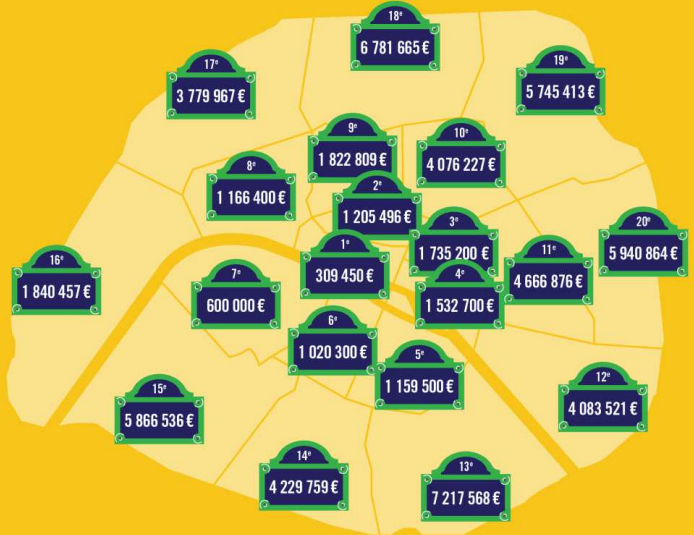 18e
6 781 665 €
17e
3 779 967 €
19e
5 745 413 €
9e
1 822 809 €
10e
4 076 227 €
8e
1 166 400 €
2e
1 205 496 €
3e
1 735 200 €
20e
5 940 864 €
1e
309 450 €
11e
4 666 876 €
16e
1 840 457 €
7e
600 000 €
4e
1 532 700 €
6e
1 020 300 €
5e
1 159 500 €
12e
4 083 521 €
15e
5 866 536 €
14e
4 229 759 €
13e
7 217 568 €